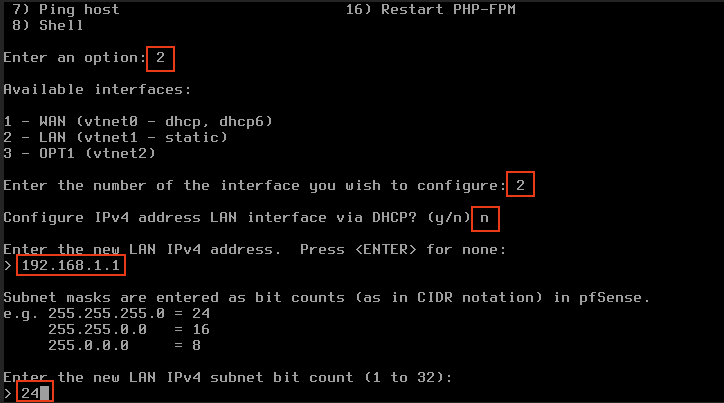 7) Ping host 16) Restart PHP-FPM
8) Shell
Enter an option: 2
Available interfaces:
1 - WAN (vtnet0 - dhcp, dhcp6)
2 - LAN (vtnet1 - static)
3 - OPT1 (vtnet2)
Enter the number of the interface you wish to configure: 2
Configure IPv4 address LAN interface via DHCP? (y/n) n
Enter the new LAN IPv4 address.  Press <ENTER> for none:
> 192.168.1.1
Subnet masks are entered as bit counts (as in CIDR notation) in pfSense.
e.g. 255.255.255.0 = 24
255.255.0.0 = 16
255.0.0.0 = 8
Enter the new LAN IPv4 subnet bit count (1 to 32):
> 24